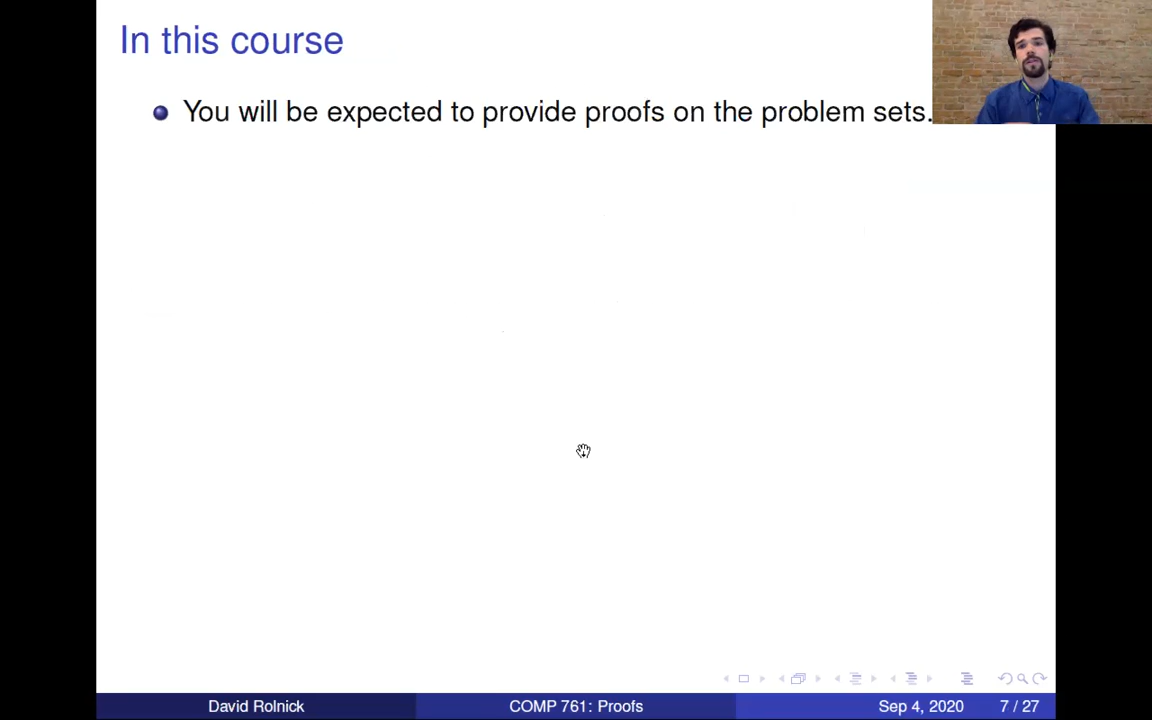 In this course
You will be expected to provide proofs on the problem sets.
David Rolnick
COMP 761: Proofs
Sep 4, 2020
7 / 27